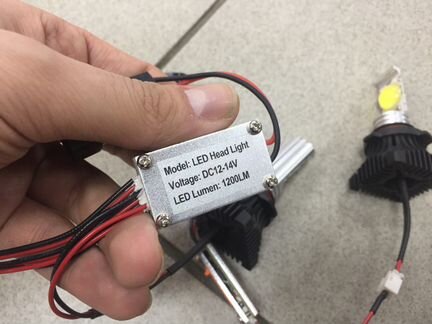 Model: LED Head Light
Voltage: DC12-14V
LED Lumen: 1200LM